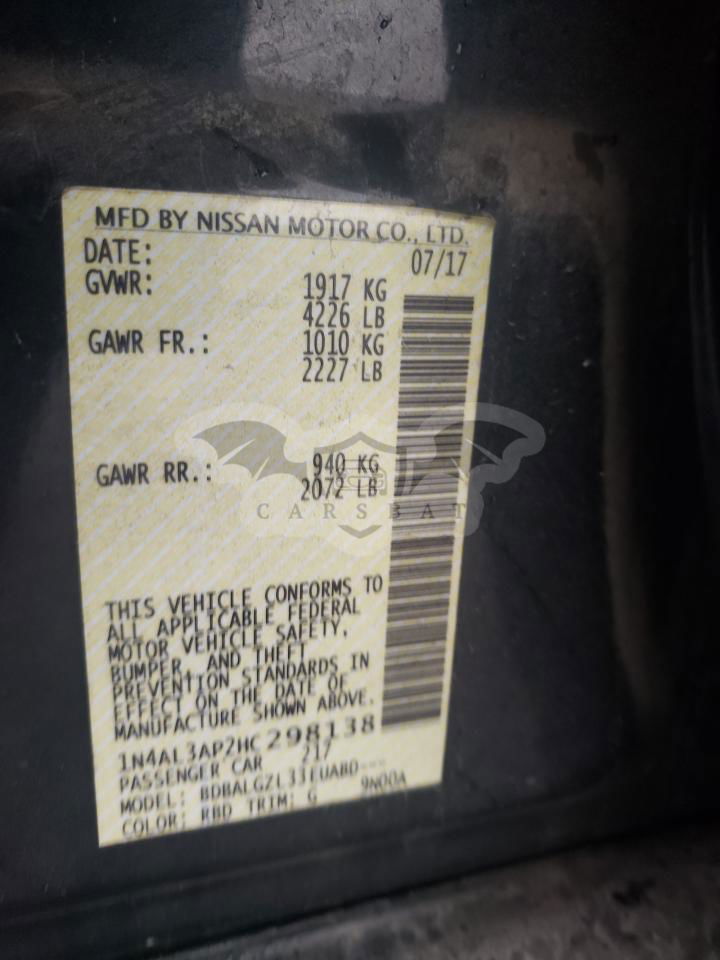 MFD BY NISSAN MOTOR CO., LTD.
DATE: 07/17
GVWR: 1917 KG
4226 LB
GAWR FR.: 1010 KG
2227 LB
GAWR RR.: 940 KG
2072 LB
CARSBAT
THIS VEHICLE CONFORMS TO
ALL APPLICABLE FEDERAL
MOTOR VEHICLE SAFETY,
BUMPER, AND THEFT
PREVENTION STANDARDS IN
EFFECT ON THE DATE OF
MANUFACTURE SHOWN ABOVE.
1N4AL3AP2HC298138
PASSENGER CAR 217
MODEL: BDBALGZL33EUABD---
COLOR: RBD TRIM: G 9N00A